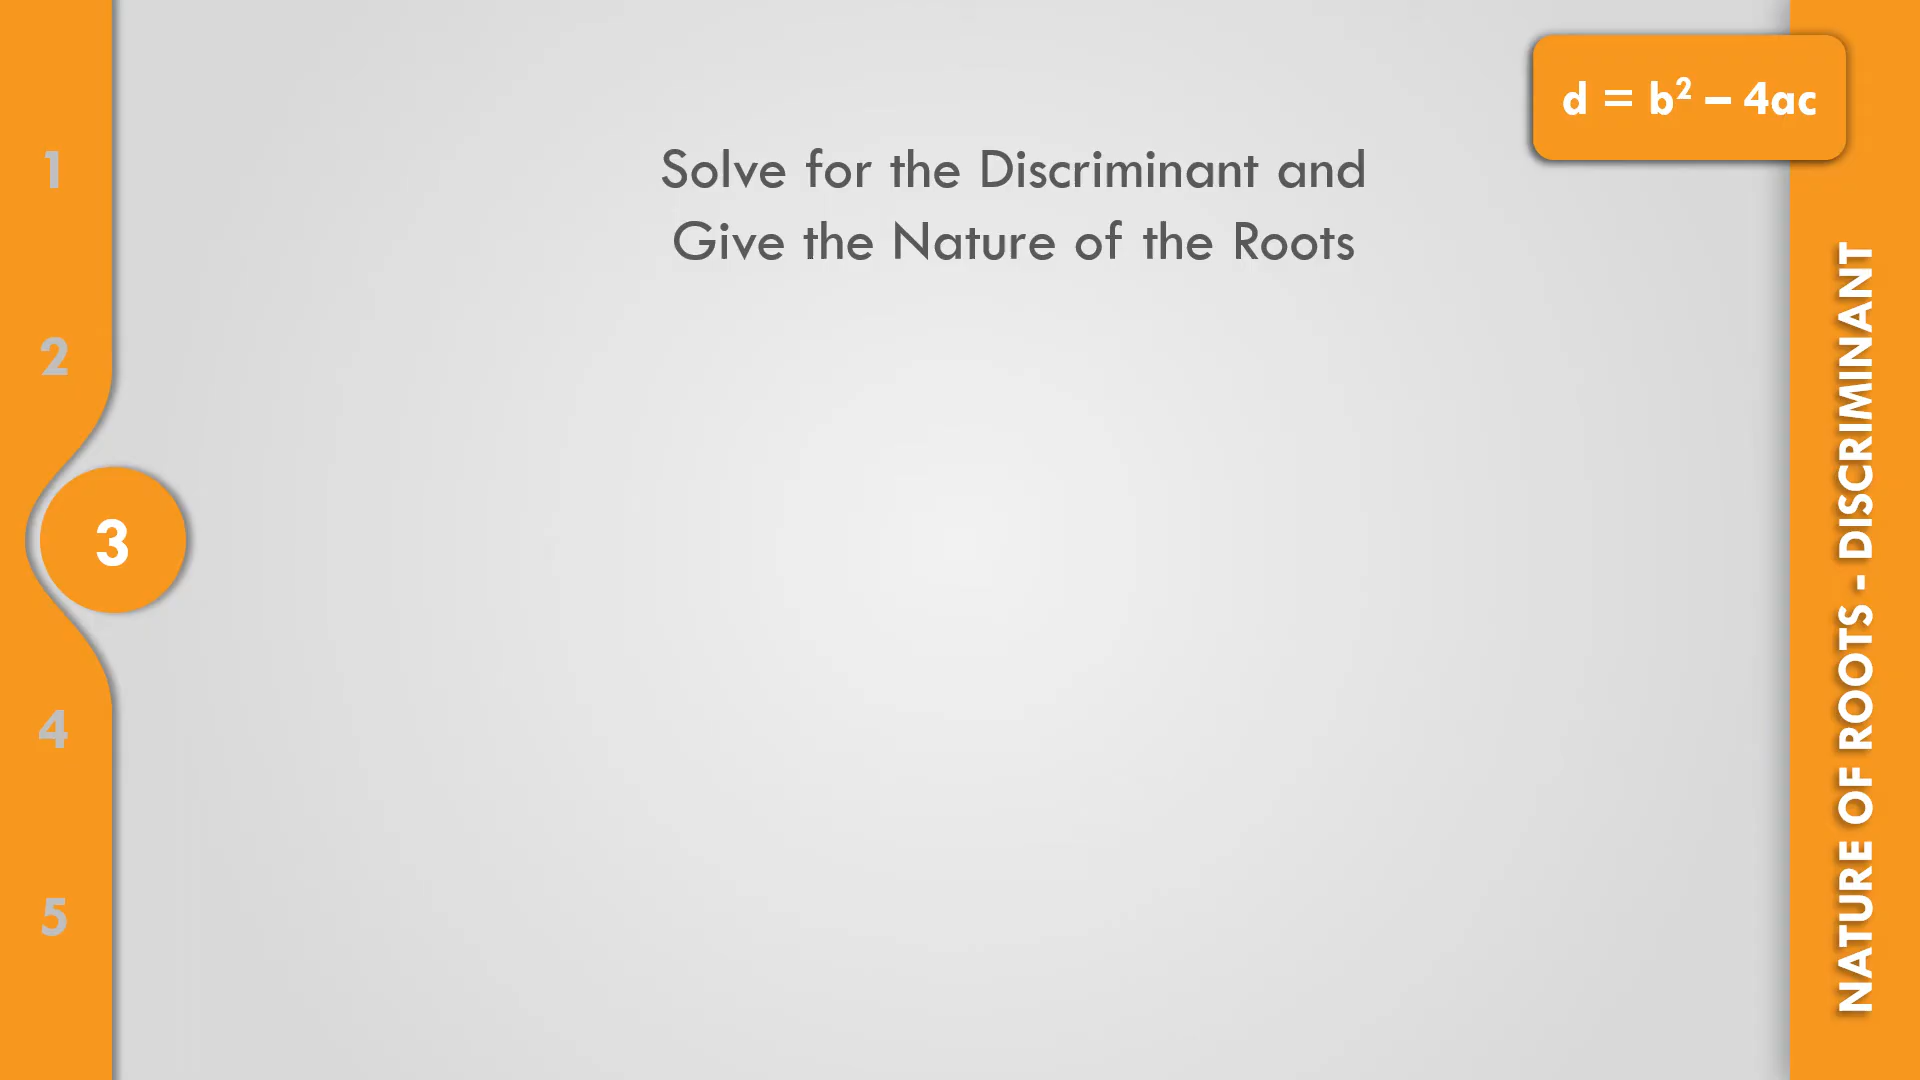 d = b² – 4ac
Solve for the Discriminant and
Give the Nature of the Roots
1
2
3
4
5
NATURE OF ROOTS - DISCRIMINANT